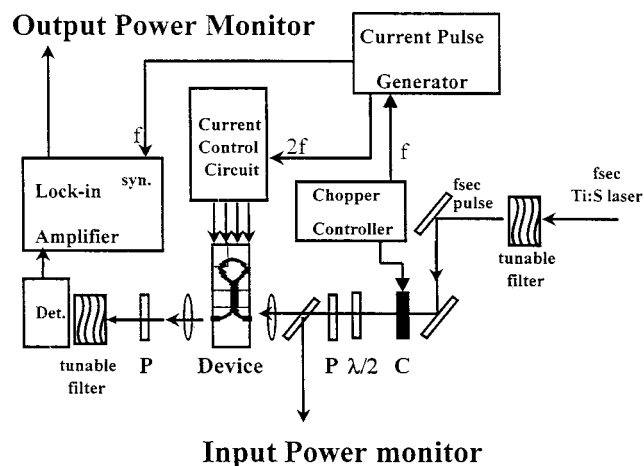 Output Power Monitor
Current Pulse
Generator
f
syn.
Lock-in
Amplifier
Current
Control
Circuit
2f
f
Chopper
Controller
fsec
pulse
fsec
Ti:S laser
tunable
filter
Det.
tunable
filter
P
Device
P
λ/2
C
Input Power monitor